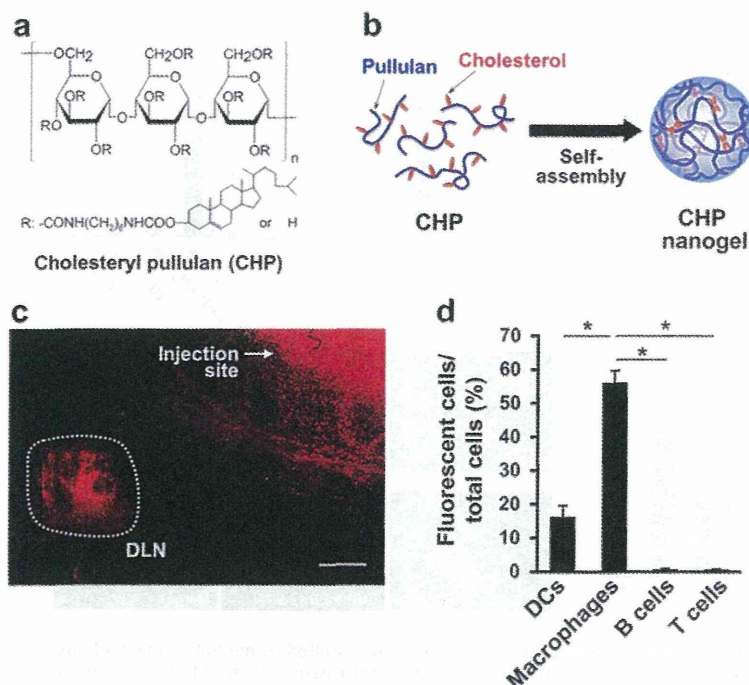 a
OCH2
CH2OR
CH2OR
OR
OR
OR
RO
O
O
OR
OR
OR
n
R: -CONH(CH2)6NHCOO
or H
Cholesteryl pullulan (CHP)
b
Pullulan
Cholesterol
Self-
assembly
CHP
CHP
nanogel
c
Injection
site
DLN
d
Fluorescent cells/
total cells (%)
70
60
50
40
30
20
10
0
*
*
*
DCs
Macrophages
B cells
T cells